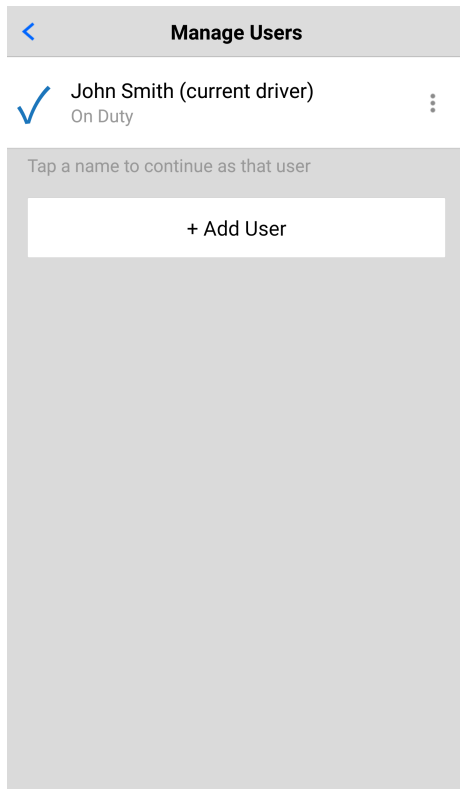 Manage Users
John Smith (current driver)
On Duty
Tap a name to continue as that user
+ Add User